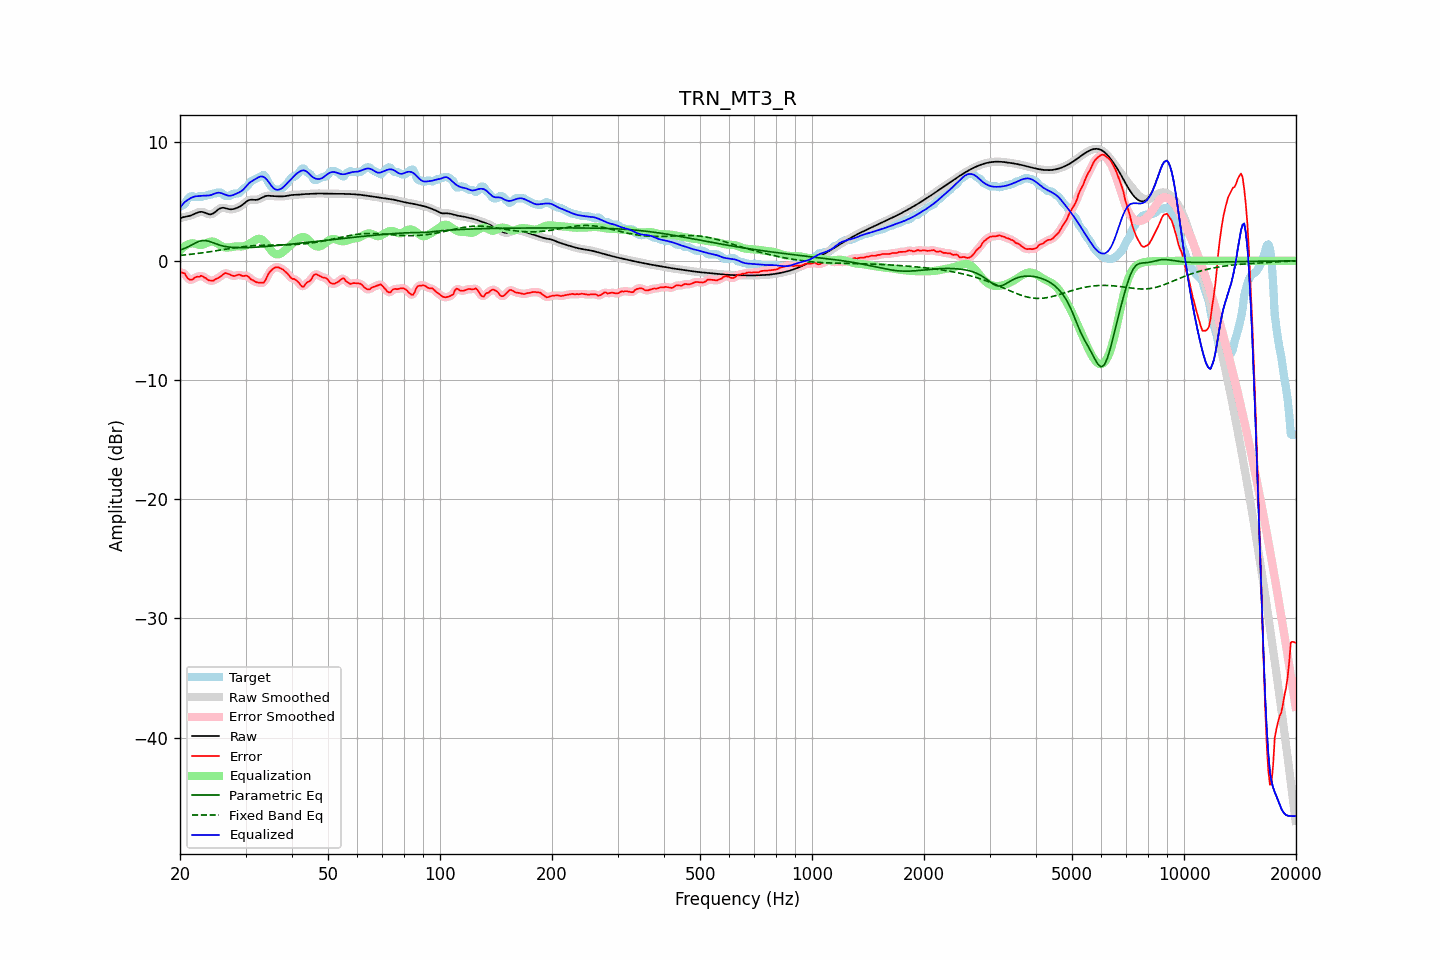 TRN_MT3_R
Amplitude (dBr)
10
0
−10
−20
−30
−40
Target
Raw Smoothed
Error Smoothed
Raw
Error
Equalization
Parametric Eq
Fixed Band Eq
Equalized
20 50 100 200 500 1000 2000 5000 10000 20000
Frequency (Hz)